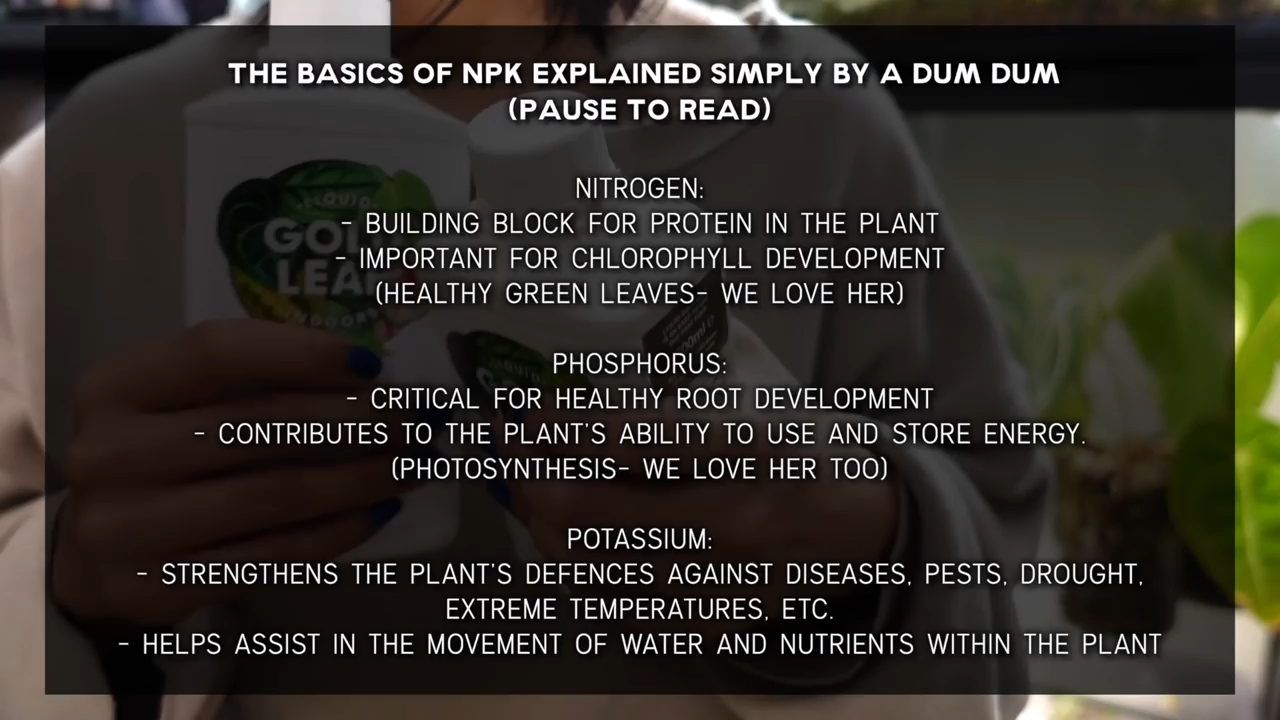 THE BASICS OF NPK EXPLAINED SIMPLY BY A DUM DUM
(PAUSE TO READ)
NITROGEN:
- BUILDING BLOCK FOR PROTEIN IN THE PLANT
- IMPORTANT FOR CHLOROPHYLL DEVELOPMENT
(HEALTHY GREEN LEAVES- WE LOVE HER)
PHOSPHORUS:
- CRITICAL FOR HEALTHY ROOT DEVELOPMENT
- CONTRIBUTES TO THE PLANT'S ABILITY TO USE AND STORE ENERGY.
(PHOTOSYNTHESIS- WE LOVE HER TOO)
POTASSIUM:
- STRENGTHENS THE PLANT'S DEFENCES AGAINST DISEASES, PESTS, DROUGHT,
EXTREME TEMPERATURES, ETC.
- HELPS ASSIST IN THE MOVEMENT OF WATER AND NUTRIENTS WITHIN THE PLANT